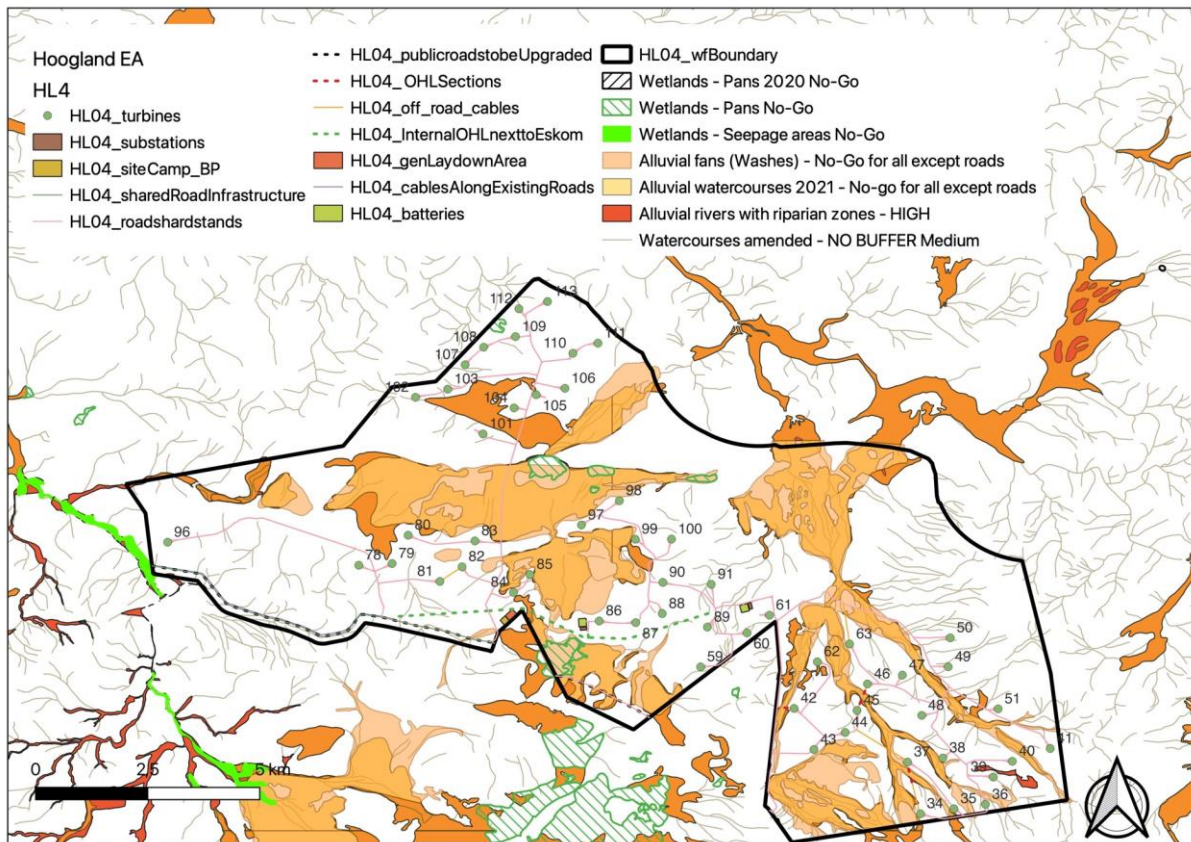 Hoogland EA
HL4
HL04_turbines
HL04_substations
HL04_siteCamp_BP
HL04_sharedRoadInfrastructure
HL04_roadshardstands
HL04_publicroadstobeUpgraded
HL04_ OHLSections
HL04_off_road_cables
HL04_InternalOHLnexttoEskom
HL04_genLaydownArea
HL04_cablesAlongExistingRoads
HL04_batteries
HL04_wfBoundary
Wetlands - Pans 2020 No-Go
Wetlands - Pans No-Go
Wetlands - Seepage areas No-Go
Alluvial fans (Washes) - No-Go for all except roads
Alluvial watercourses 2021 - No-go for all except roads
Alluvial rivers with riparian zones - HIGH
Watercourses amended - NO BUFFER Medium
112
113
109
108
111
110
107
103
106
102
104
105
101
98
97
80
83
99
100
96
78
79
82
85
81
84
90
91
86
88
61
87
89
60
59
63
50
62
46
47
49
42
45
48
51
44
43
37
38
40
41
39
34
35
36
0
2.5
5 km